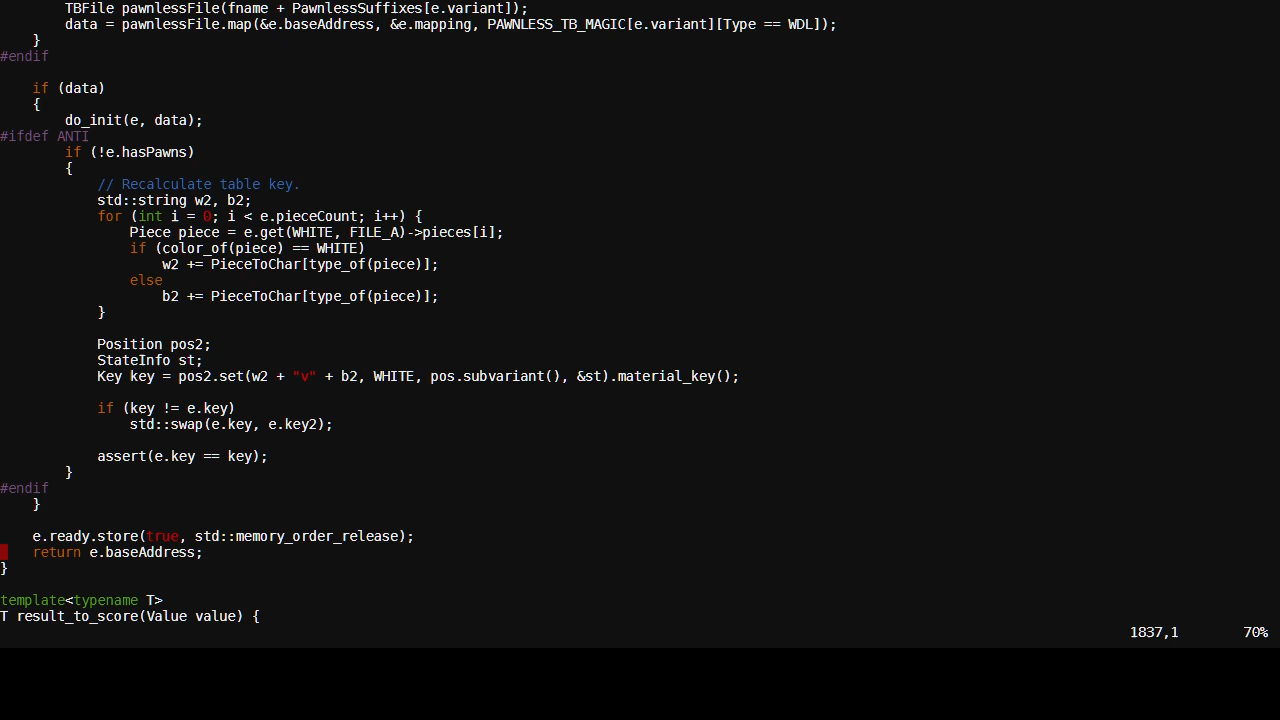 TBFile pawnlessFile(fname + PawnlessSuffixes[e.variant]);
        data = pawnlessFile.map(&e.baseAddress, &e.mapping, PAWNLESS_TB_MAGIC[e.variant][Type == WDL]);
    }
#endif

    if (data)
    {
        do_init(e, data);
#ifdef ANTI
        if (!e.hasPawns)
        {
            // Recalculate table key.
            std::string w2, b2;
            for (int i = 0; i < e.pieceCount; i++) {
                Piece piece = e.get(WHITE, FILE_A)->pieces[i];
                if (color_of(piece) == WHITE)
                    w2 += PieceToChar[type_of(piece)];
                else
                    b2 += PieceToChar[type_of(piece)];
            }

            Position pos2;
            StateInfo st;
            Key key = pos2.set(w2 + "v" + b2, WHITE, pos.subvariant(), &st).material_key();

            if (key != e.key)
                std::swap(e.key, e.key2);

            assert(e.key == key);
        }
#endif
    }

    e.ready.store(true, std::memory_order_release);
    return e.baseAddress;
}

template<typename T>
T result_to_score(Value value) {
1837,1        70%